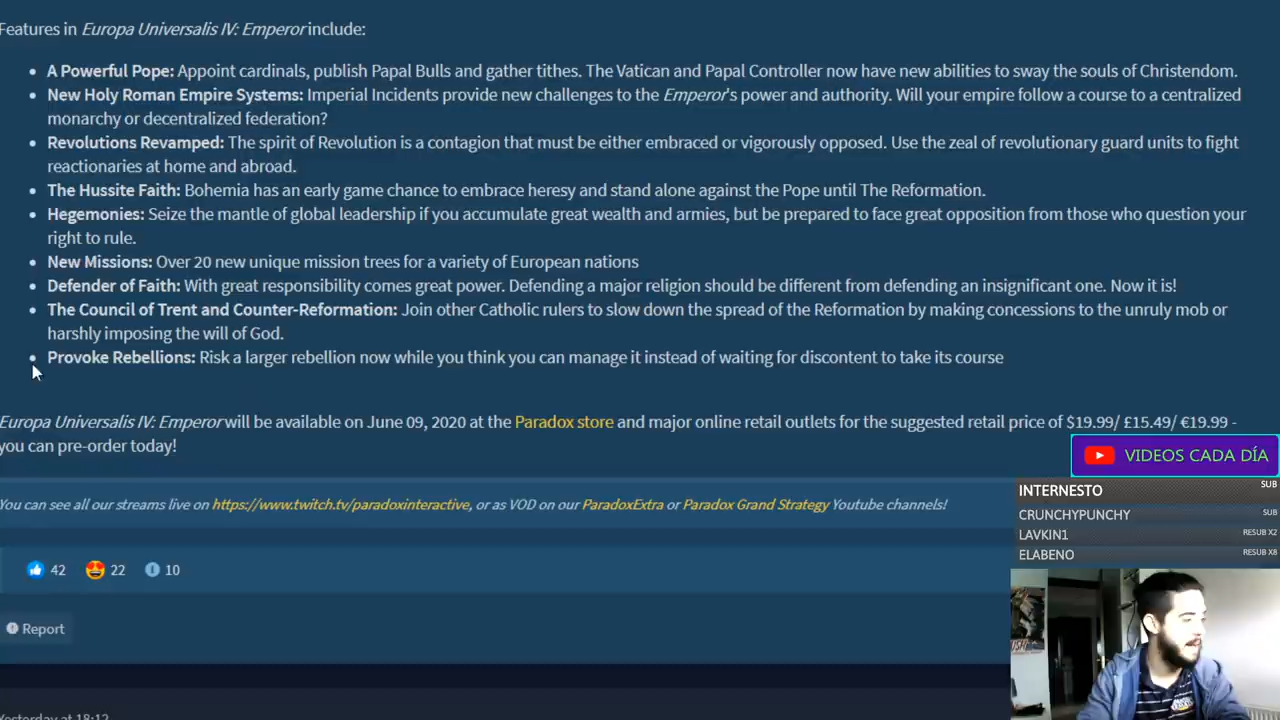 Features in Europa Universalis IV: Emperor include:
• A Powerful Pope: Appoint cardinals, publish Papal Bulls and gather tithes. The Vatican and Papal Controller now have new abilities to sway the souls of Christendom.
• New Holy Roman Empire Systems: Imperial Incidents provide new challenges to the Emperor's power and authority. Will your empire follow a course to a centralized
monarchy or decentralized federation?
• Revolutions Revamped: The spirit of Revolution is a contagion that must be either embraced or vigorously opposed. Use the zeal of revolutionary guard units to fight
reactionaries at home and abroad.
• The Hussite Faith: Bohemia has an early game chance to embrace heresy and stand alone against the Pope until The Reformation.
• Hegemonies: Seize the mantle of global leadership if you accumulate great wealth and armies, but be prepared to face great opposition from those who question your
right to rule.
• New Missions: Over 20 new unique mission trees for a variety of European nations
• Defender of Faith: With great responsibility comes great power. Defending a major religion should be different from defending an insignificant one. Now it is!
• The Council of Trent and Counter-Reformation: Join other Catholic rulers to slow down the spread of the Reformation by making concessions to the unruly mob or
harshly imposing the will of God.
• Provoke Rebellions: Risk a larger rebellion now while you think you can manage it instead of waiting for discontent to take its course
Europa Universalis IV: Emperor will be available on June 09, 2020 at the Paradox store and major online retail outlets for the suggested retail price of $19.99/ £15.49/ €19.99 -
you can pre-order today!
VIDEOS CADA DÍA
You can see all our streams live on https://www.twitch.tv/paradoxinteractive, or as VOD on our ParadoxExtra or Paradox Grand Strategy Youtube channels!
INTERNESTO SUB
CRUNCHYPUNCHY SUB
LAVKIN1 RESUB X2
ELABENO RESUB X8
42 22 10
Report
Yesterday at 18:12